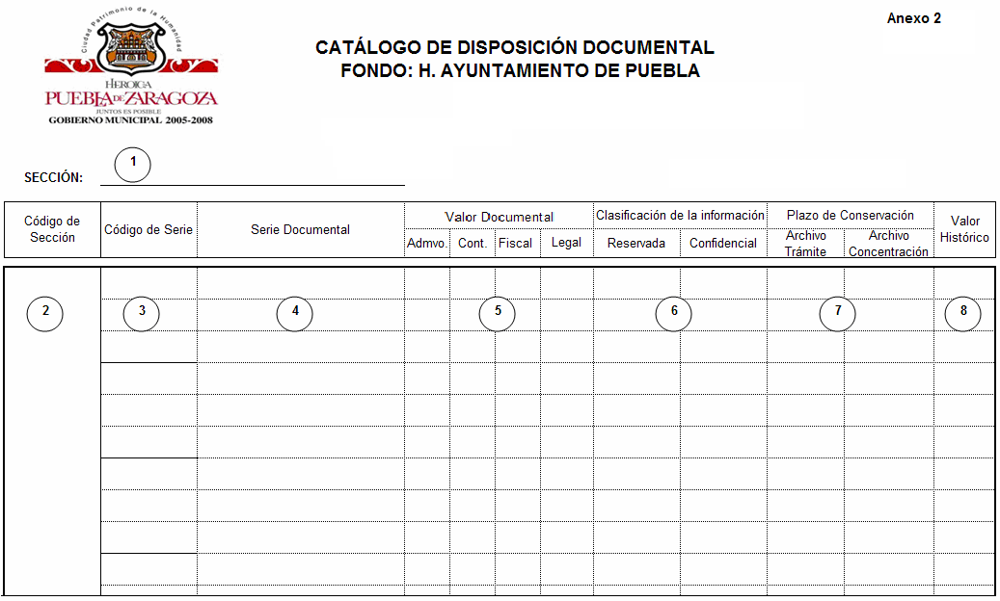 Anexo 2
Ciudad Patrimonio de la Humanidad
HEROICA
PUEBLA DE ZARAGOZA
JUNTOS ES POSIBLE
GOBIERNO MUNICIPAL 2005-2008
CATÁLOGO DE DISPOSICIÓN DOCUMENTAL
FONDO: H. AYUNTAMIENTO DE PUEBLA
SECCIÓN: 1
Código de Sección
Código de Serie
Serie Documental
Valor Documental
Admvo. Cont. Fiscal Legal
Clasificación de la información
Reservada Confidencial
Plazo de Conservación
Archivo Trámite
Archivo Concentración
Valor Histórico
2 3 4 5 6 7 8